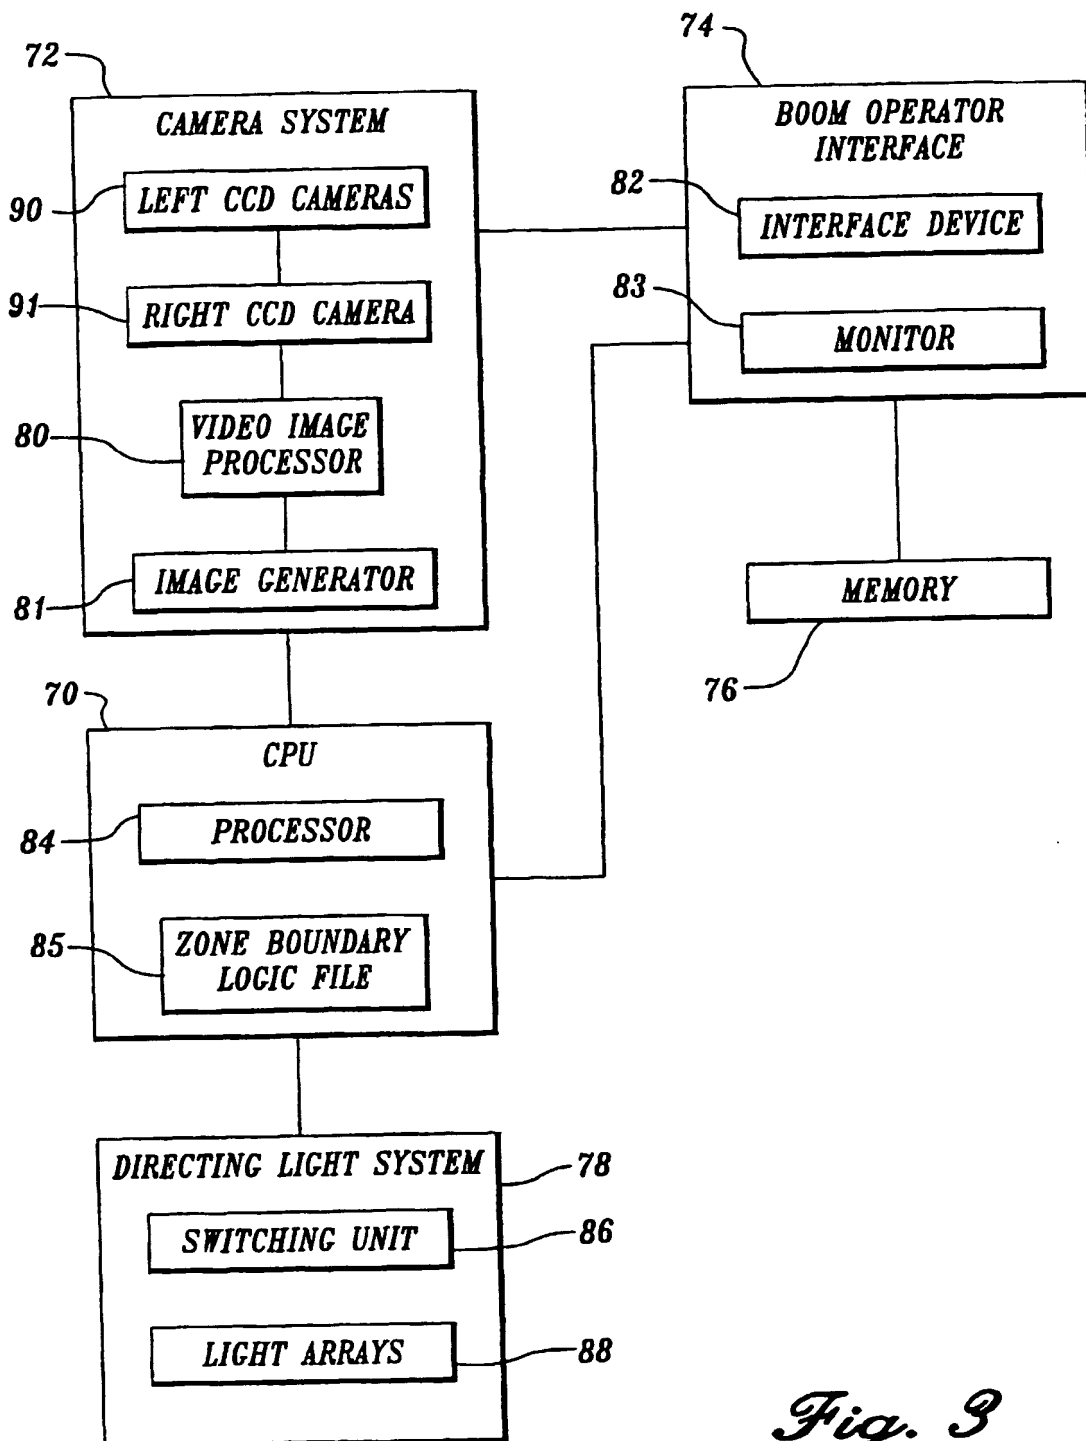 72
74
CAMERA SYSTEM
BOOM OPERATOR
INTERFACE
90
LEFT CCD CAMERAS
82
INTERFACE DEVICE
91
RIGHT CCD CAMERA
83
MONITOR
80
VIDEO IMAGE
PROCESSOR
81
IMAGE GENERATOR
MEMORY
76
70
CPU
84
PROCESSOR
85
ZONE BOUNDARY
LOGIC FILE
DIRECTING LIGHT SYSTEM
78
SWITCHING UNIT
86
LIGHT ARRAYS
88
Fig. 3